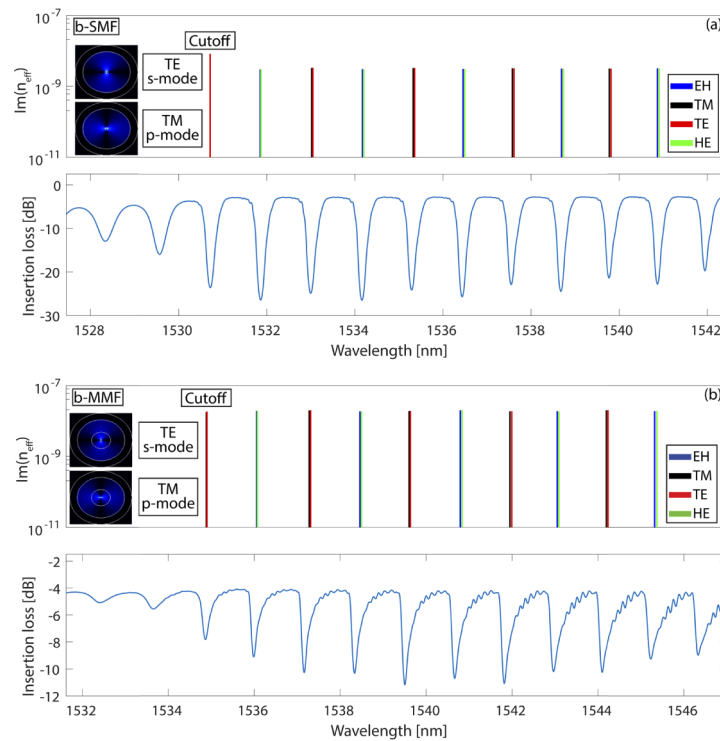 b-SMF
(a)
Cutoff
TE
s-mode
TM
p-mode
EH
TM
TE
HE
Im(n_eff)
10^-7
10^-9
10^-11
Insertion loss [dB]
0
-10
-20
-30
1528 1530 1532 1534 1536 1538 1540 1542
Wavelength [nm]
b-MMF
(b)
Cutoff
TE
s-mode
TM
p-mode
EH
TM
TE
HE
Im(n_eff)
10^-7
10^-9
10^-11
Insertion loss [dB]
-2
-4
-6
-8
-10
-12
1532 1534 1536 1538 1540 1542 1544 1546
Wavelength [nm]